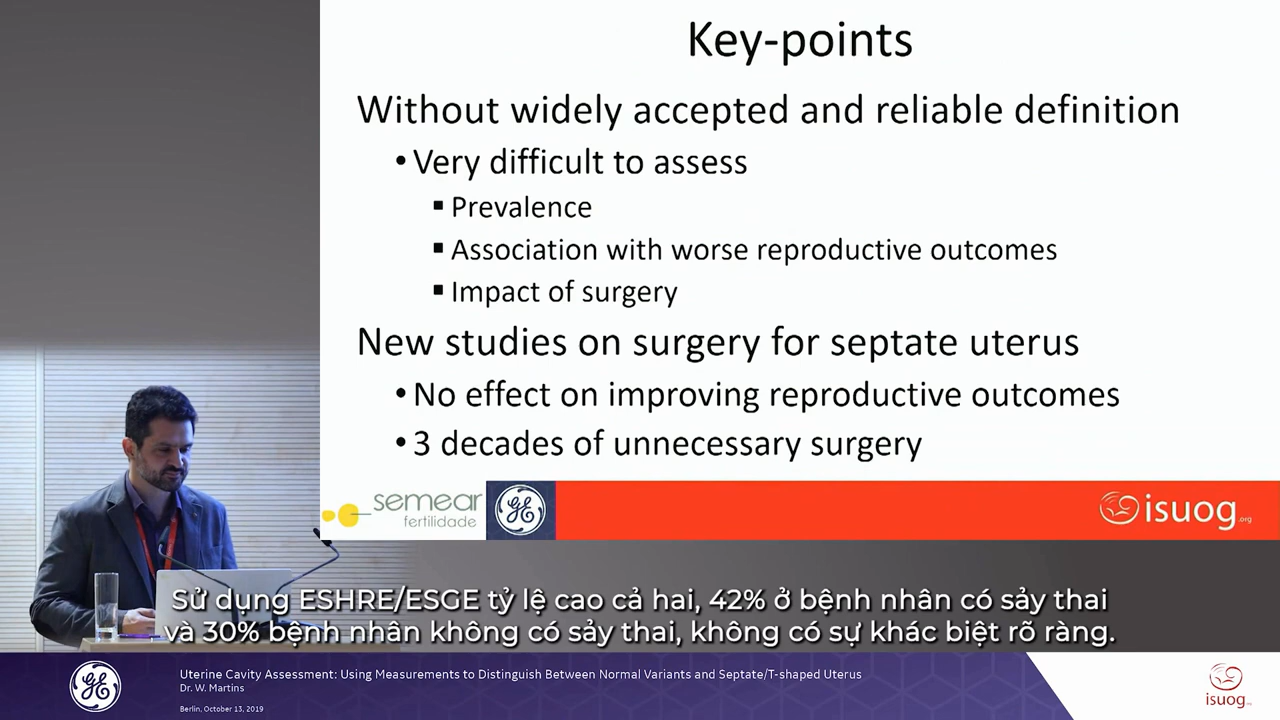 Key-points
Without widely accepted and reliable definition
• Very difficult to assess
▪ Prevalence
▪ Association with worse reproductive outcomes
▪ Impact of surgery
New studies on surgery for septate uterus
• No effect on improving reproductive outcomes
• 3 decades of unnecessary surgery
semear
fertilidade
GE
isuog.org
Sử dụng ESHRE/ESGE tỷ lệ cao cả hai, 42% ở bệnh nhân có sảy thai
và 30% bệnh nhân không có sảy thai, không có sự khác biệt rõ ràng.
GE
Uterine Cavity Assessment: Using Measurements to Distinguish Between Normal Variants and Septate/T-shaped Uterus
Dr. W. Martins
Berlin, October 13, 2019
isuog.org